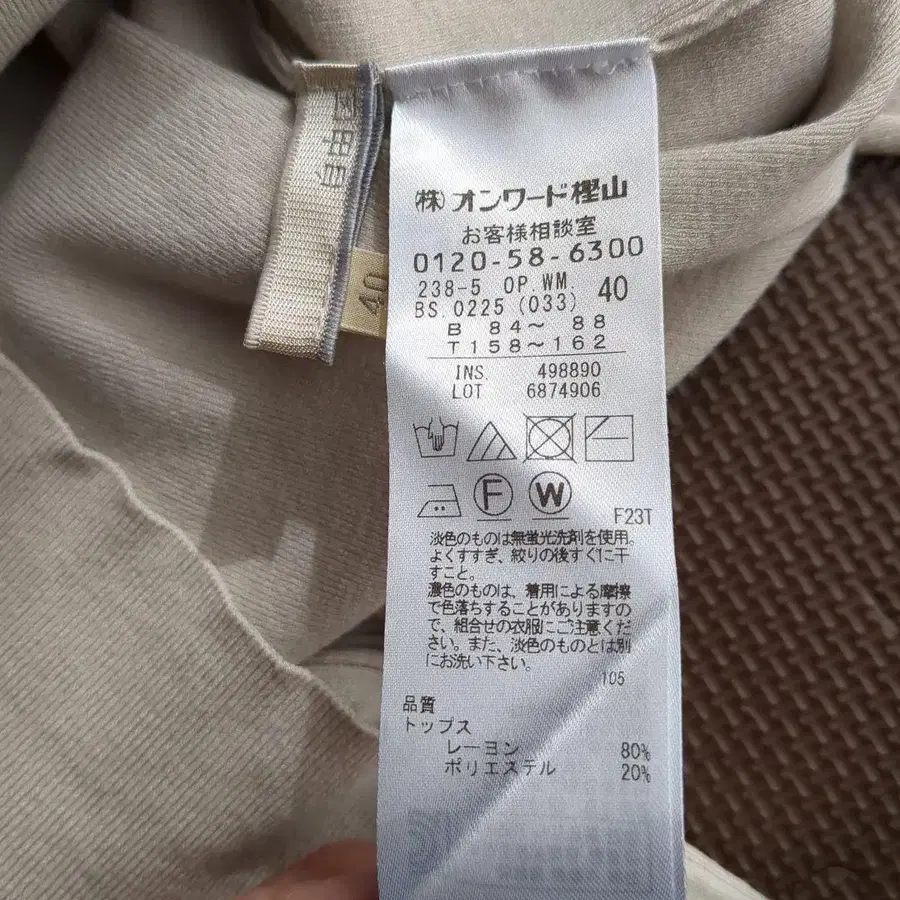 自由区
40
㈱オンワード樫山
お客様相談室
0120-58-6300
238-5 OP.WM.
BS 0225 (033) 40
B 84〜 88
T 158〜162
INS 498890
LOT 6874906
F W
F23T
淡色のものは無蛍光洗剤を使用。
よくすすぎ、絞りの後すぐに干
すこと。
濃色のものは、着用による摩擦
で色落ちすることがありますの
で、組合せの衣服にご注意くだ
さい。また、淡色のものとは別
にお洗い下さい。
105
品質
トップス
レーヨン 80%
ポリエステル 20%